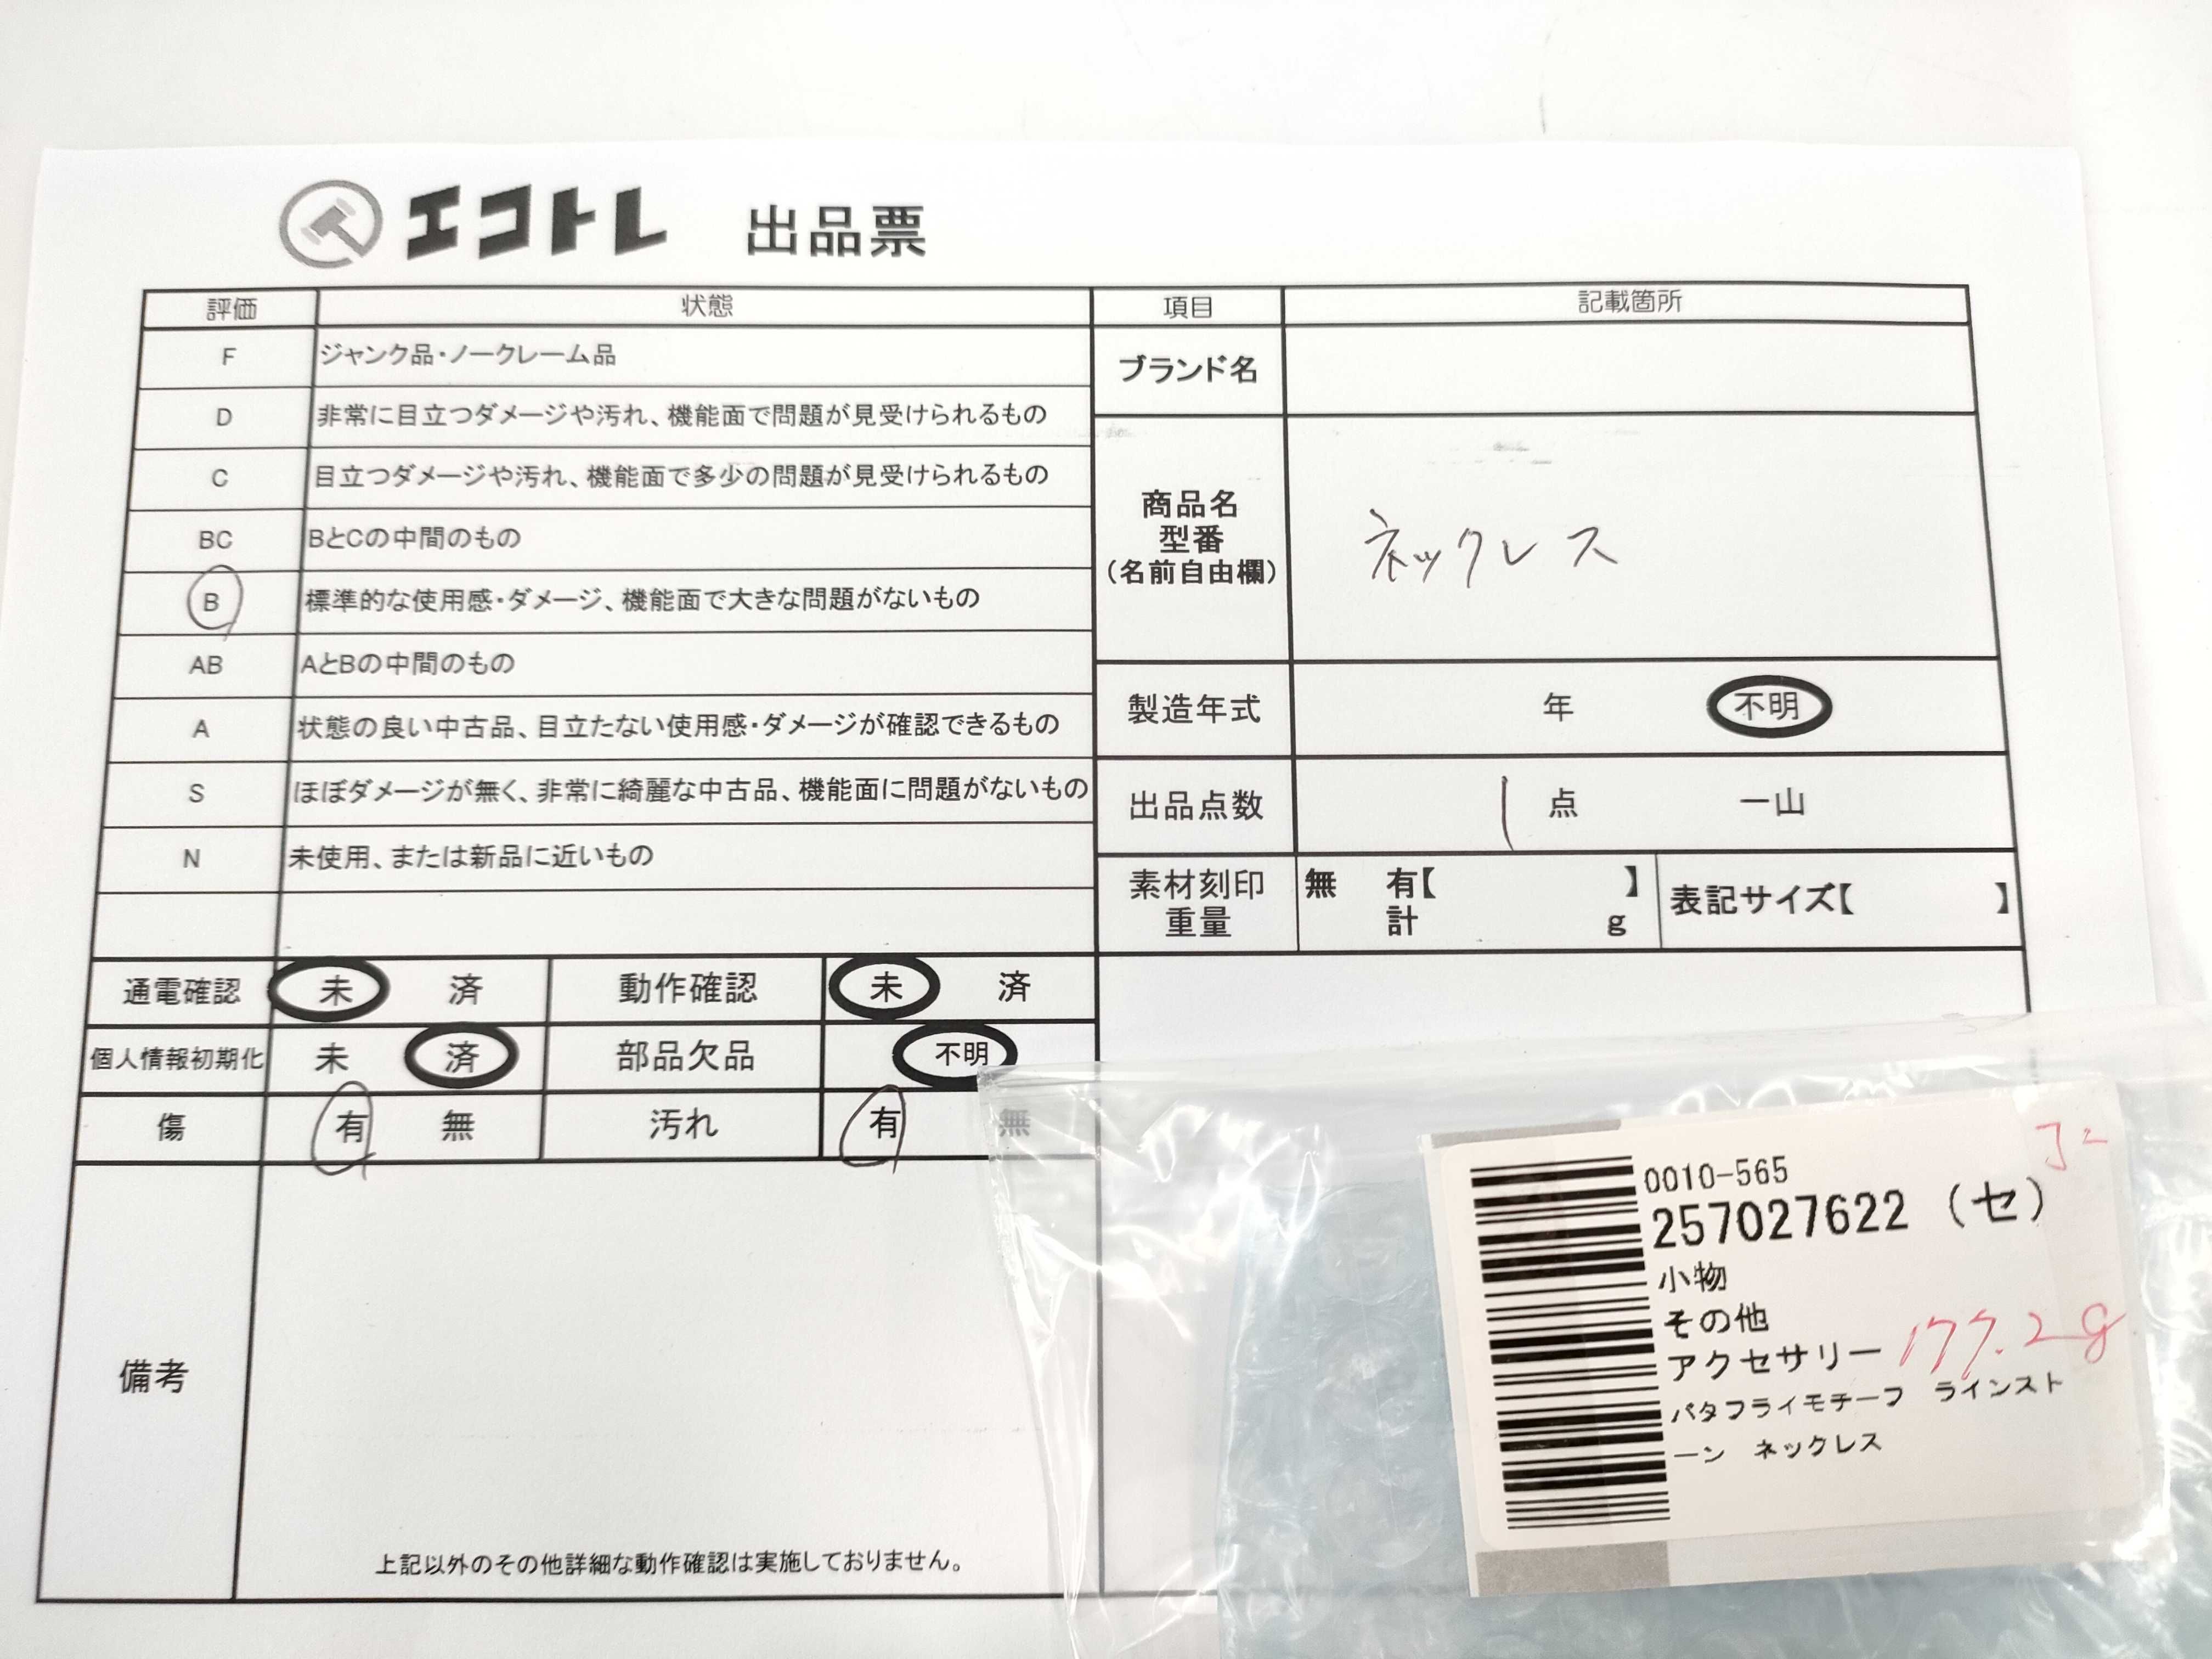 エコトレ 出品票
評価 状態
F ジャンク品・ノークレーム品
D 非常に目立つダメージや汚れ、機能面で問題が見受けられるもの
C 目立つダメージや汚れ、機能面で多少の問題が見受けられるもの
BC BとCの中間のもの
B 標準的な使用感・ダメージ、機能面で大きな問題がないもの
AB AとBの中間のもの
A 状態の良い中古品、目立たない使用感・ダメージが確認できるもの
S ほぼダメージが無く、非常に綺麗な中古品、機能面に問題がないもの
N 未使用、または新品に近いもの
通電確認 未 済 動作確認 未 済
個人情報初期化 未 済 部品欠品 不明
傷 有 無 汚れ 有 無
備考
上記以外のその他詳細な動作確認は実施しておりません。
項目 記載箇所
ブランド名
商品名
型番
(名前自由欄)
ネックレス
製造年式 年 不明
出品点数 1 点 一山
素材刻印 無 有【 】
重量 計 g
表記サイズ【 】
0010-565
257027622 (セ)
小物
その他
アクセサリー 177.2g
バタフライモチーフ ラインスト
ーン ネックレス